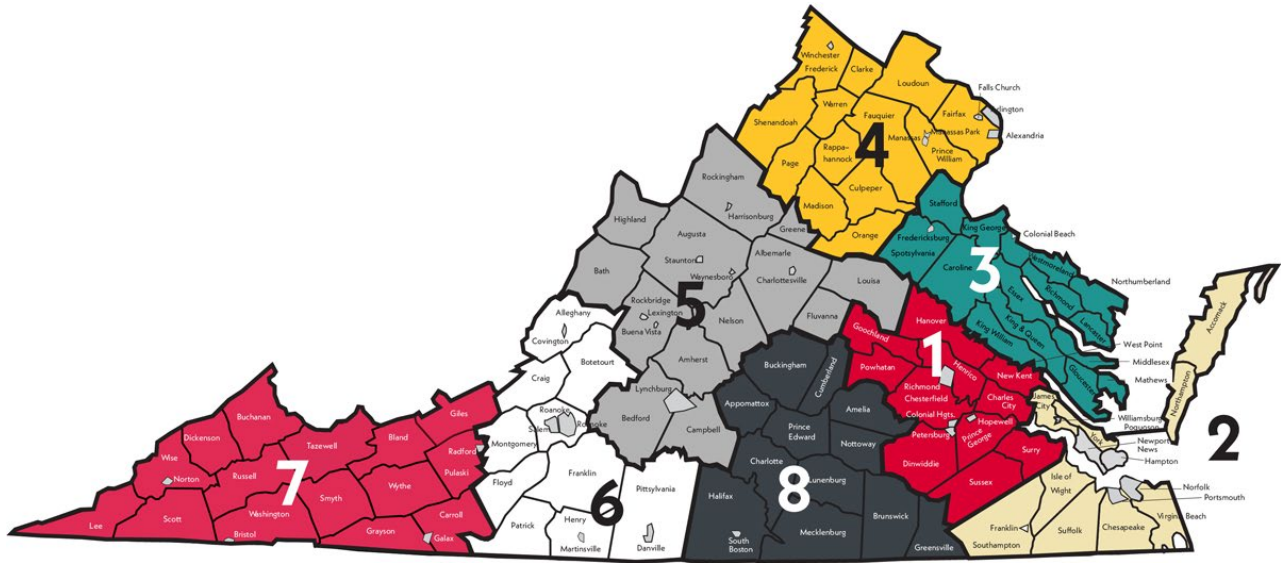 Winchester
Frederick
Clarke
Loudoun
Falls Church
Arlington
Alexandria
Warren
Fairfax
Shenandoah
Fauquier
Manassas
Manassas Park
Prince
William
Page
Rappa-
hannock
4
Culpeper
Madison
Orange
Rockingham
Harrisonburg
Greene
Highland
Augusta
Staunton
Waynesboro
Albemarle
Charlottesville
Louisa
Bath
Rockbridge
Lexington
Buena Vista
5
Nelson
Fluvanna
Amherst
Lynchburg
Bedford
Campbell
Stafford
King George
Colonial Beach
Fredericksburg
Spotsylvania
Caroline
3
Westmoreland
Northumberland
Richmond
Essex
Lancaster
King & Queen
King William
West Point
Middlesex
Mathews
Gloucester
Goochland
Hanover
1
Henrico
Powhatan
Richmond
Chesterfield
New Kent
Charles
City
Colonial Hgts.
Hopewell
Petersburg
Prince
George
Dinwiddie
Surry
Sussex
Accomack
Northampton
James
City
Williamsburg
Poquoson
York
Newport
News
Hampton
2
Norfolk
Portsmouth
Virginia Beach
Isle of
Wight
Franklin
Southampton
Suffolk
Chesapeake
Buckingham
Cumberland
Appomattox
Amelia
Prince
Edward
Nottoway
Charlotte
Lunenburg
8
Halifax
South
Boston
Mecklenburg
Brunswick
Greensville
Alleghany
Covington
Botetourt
Craig
Roanoke
Salem
Roanoke
Montgomery
Floyd
Franklin
Pittsylvania
6
Patrick
Henry
Martinsville
Danville
Giles
Buchanan
Dickenson
Tazewell
Bland
Radford
Wise
Norton
Russell
7
Pulaski
Wythe
Smyth
Washington
Lee
Scott
Bristol
Grayson
Carroll
Galax